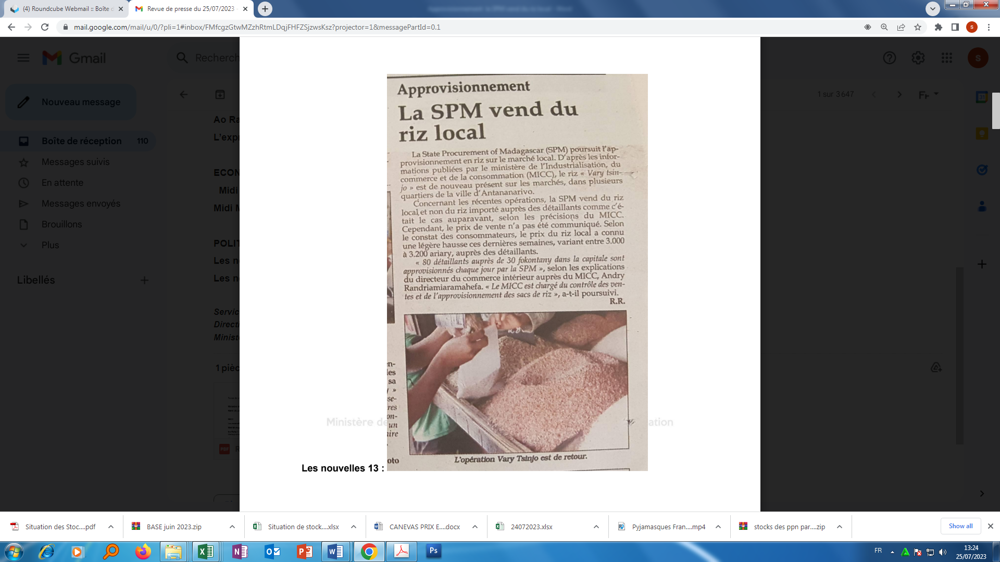 (4) Roundcube Webmail :: Boîte d
Revue de presse du 25/07/2023 -
mail.google.com/mail/u/0/?pli=1#inbox/FMfcgzGtwMZzhRtmLDqjFHFZSjzwsKsz?projector=1&messagePartId=0.1
Gmail
Recherch
Nouveau message
Boîte de réception 110
Messages suivis
En attente
Messages envoyés
Brouillons
Plus
Libellés
1 sur 3 647
Ao Ra
L'expr
ECON
Midi
Midi M
POLIT
Les n
Les n
Servic
Directi
Minist
1 pièc
PDF
Approvisionnement
La SPM vend du
riz local
La State Procurement of Madagascar (SPM) poursuit l'ap-
provisionnement en riz sur le marché local. D'après les infor-
mations publiées par le ministère de l'Industrialisation, du
commerce et de la consommation (MICC), le riz « Vary tsin-
jo » est de nouveau présent sur les marchés, dans plusieurs
quartiers de la ville d'Antananarivo.
Concernant les récentes opérations, la SPM vend du riz
local, et non du riz importé auprès des détaillants comme c'é-
tait le cas auparavant, selon les précisions du MICC.
Cependant, le prix de vente n'a pas été communiqué. Selon
le constat des consommateurs, le prix du riz local a connu
une légère hausse ces dernières semaines, variant entre 3.000
à 3.200 ariary, auprès des détaillants.
« 80 détaillants auprès de 30 fokontany dans la capitale sont
approvisionnés chaque jour par la SPM », selon les explications
du directeur du commerce intérieur auprès du MICC, Andry
Randriamiaramahefa. « Le MICC est chargé du contrôle des ven-
tes et de l'approvisionnement des sacs de riz », a-t-il poursuivi.
R.R.
en-
les
sa
y »
se-
res
on-
un
aire
oto
Ministère de
ation
L'opération Vary Tsinjo est de retour.
Les nouvelles 13 :
Situation des Stoc....pdf
BASE juin 2023.zip
Situation de stock....xlsx
CANEVAS PRIX E....docx
24072023.xlsx
Pyjamasques Fran....mp4
stocks des ppn par....zip
Show all
Ps
FR
13:24
25/07/2023